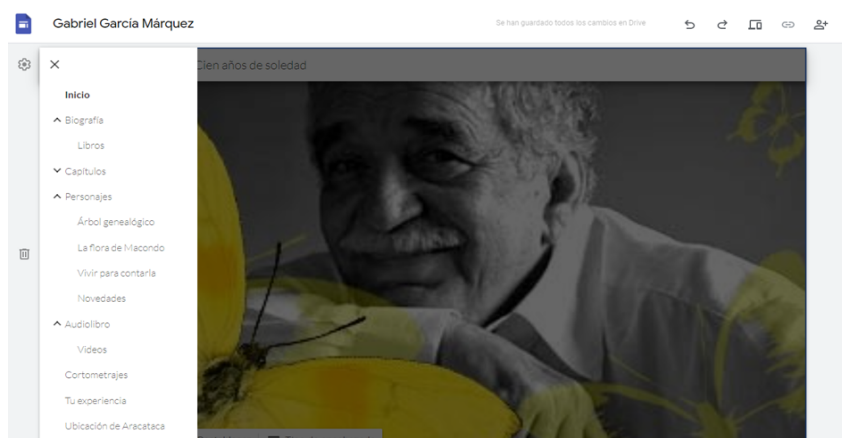 Gabriel García Márquez
Se han guardado todos los cambios en Drive
Cien años de soledad
Inicio
Biografía
Libros
Capítulos
Personajes
Árbol genealógico
La flora de Macondo
Vivir para contarla
Novedades
Audiolibro
Videos
Cortometrajes
Tu experiencia
Ubicación de Aracataca